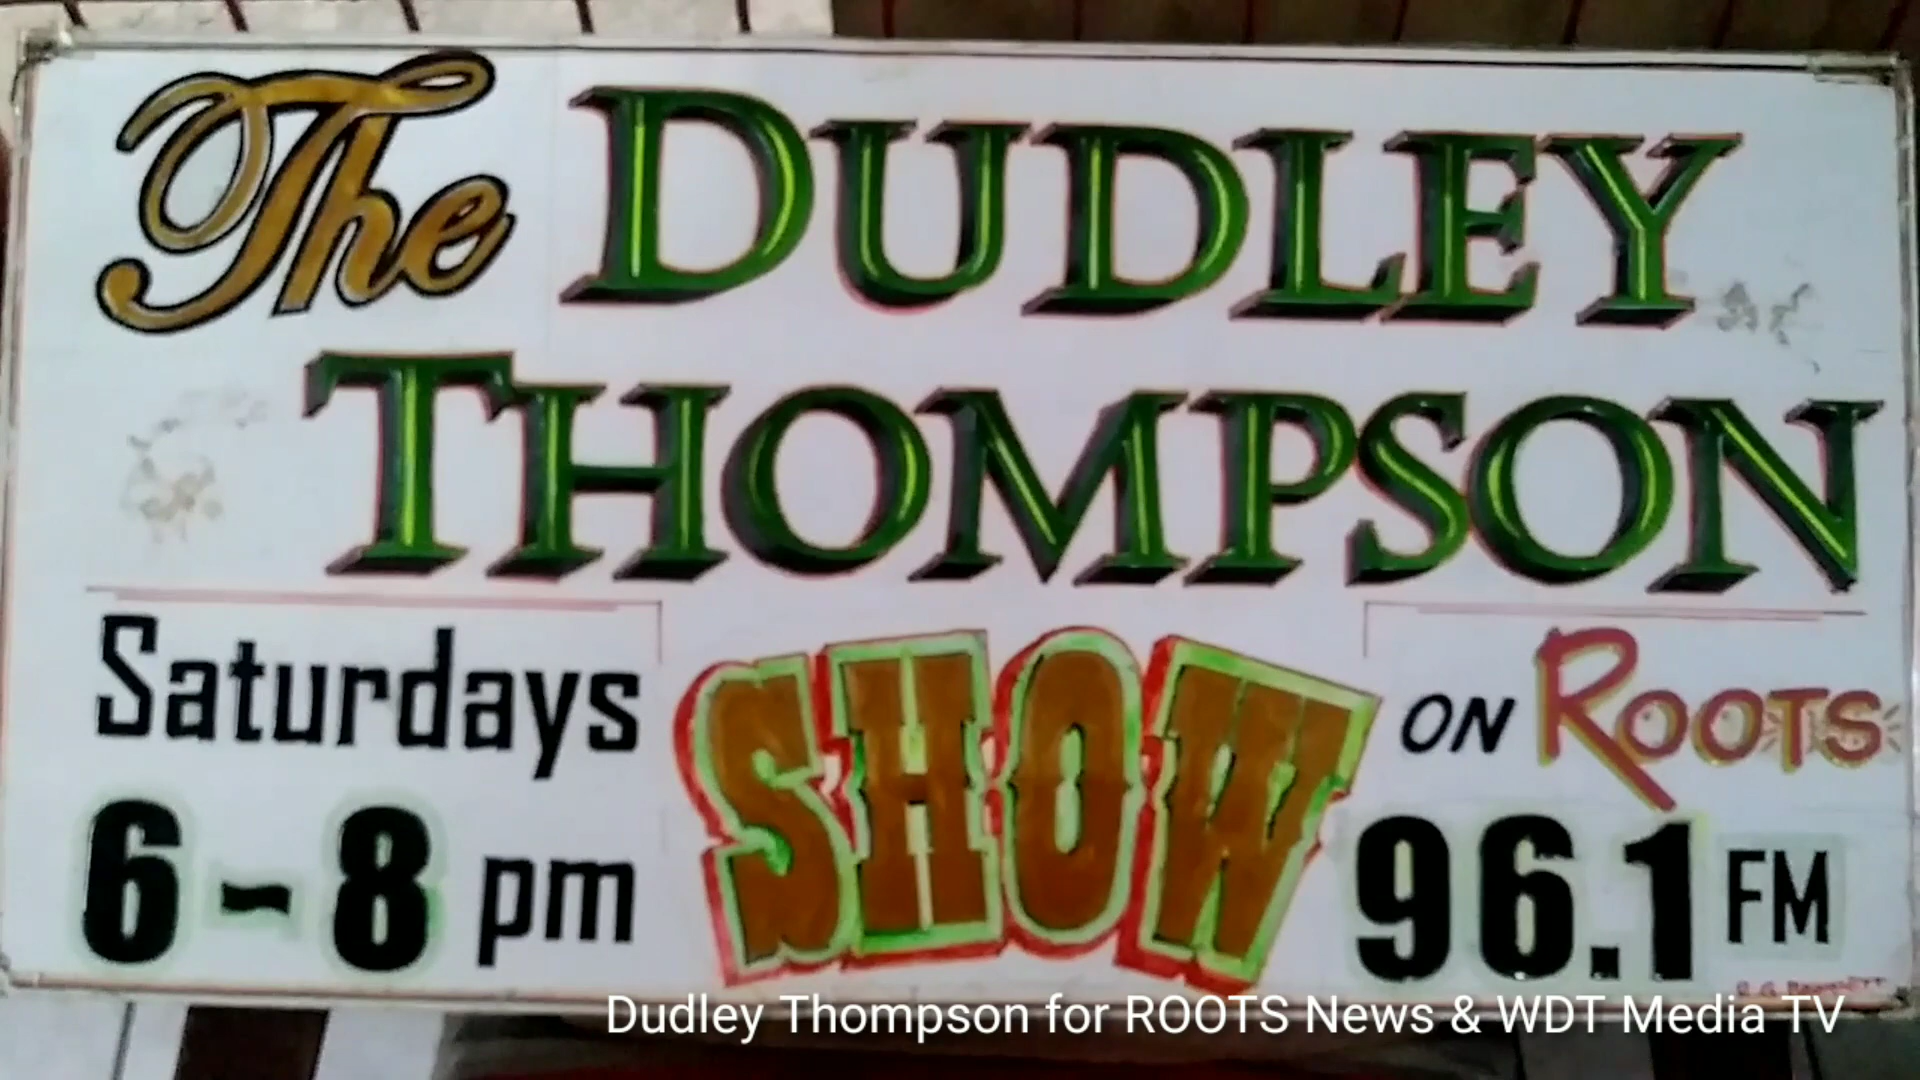 The DUDLEY
THOMPSON
Saturdays
6-8 pm
SHOW
ON ROOTS
96.1 FM
Dudley Thompson for ROOTS News & WDT Media TV